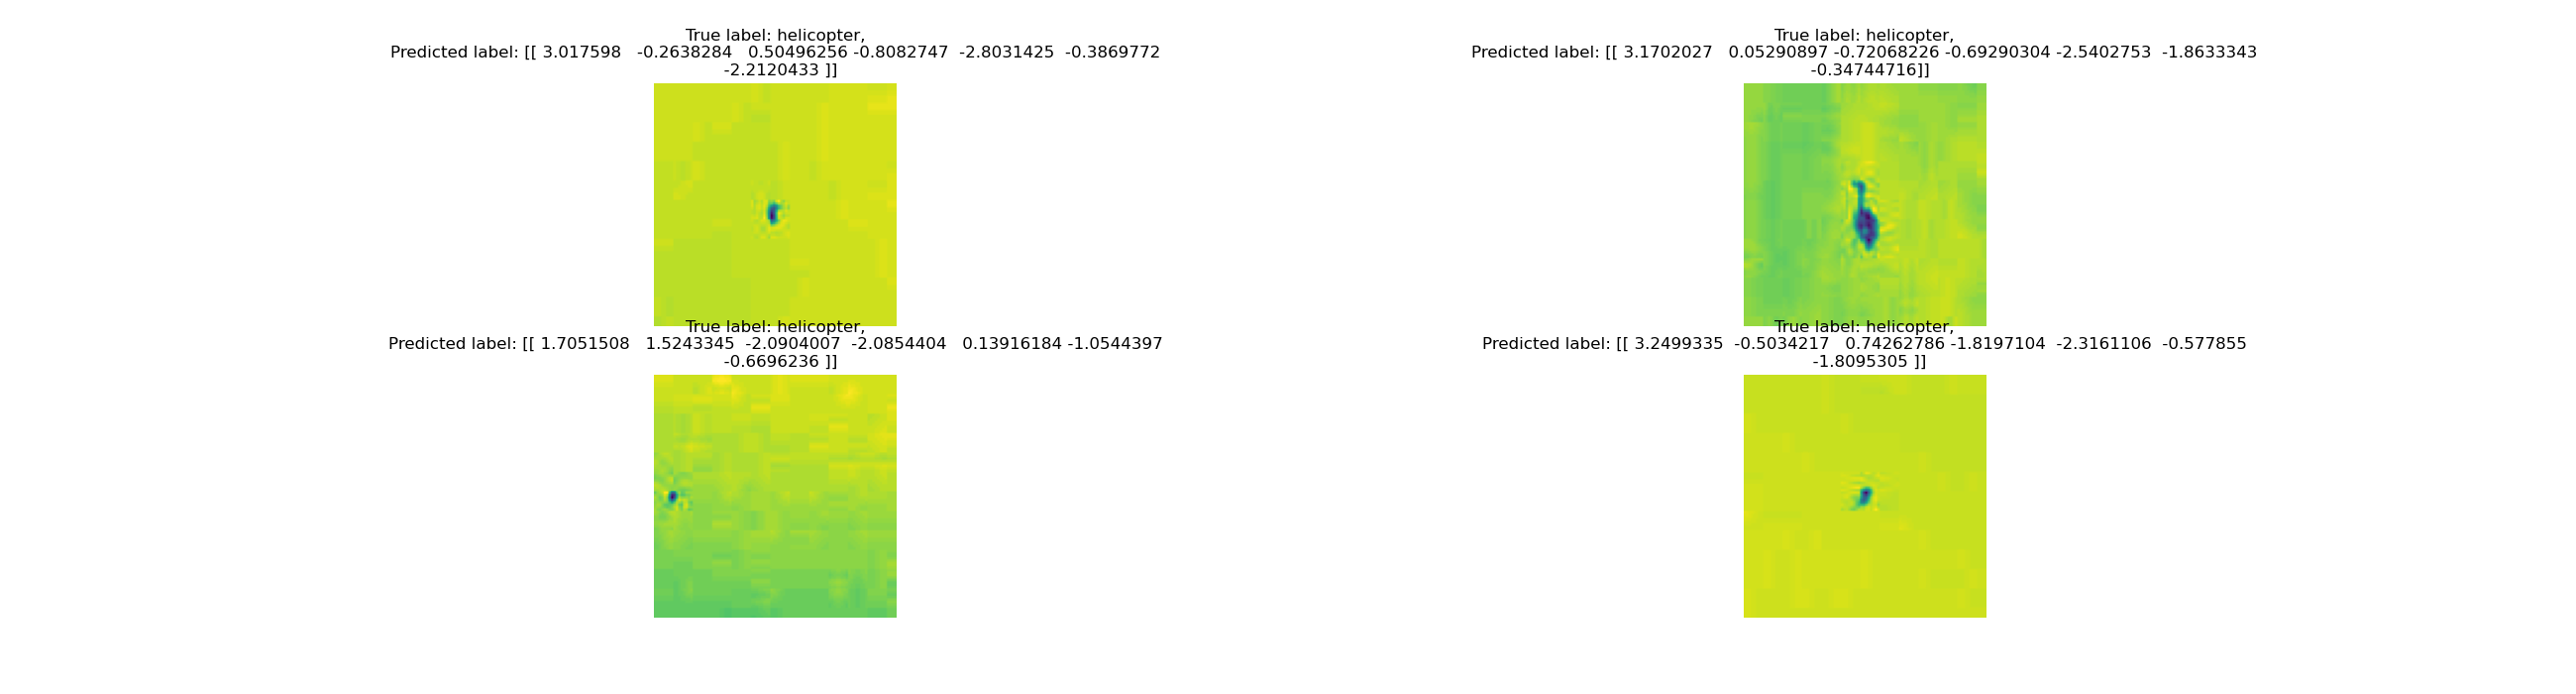 True label: helicopter,
Predicted label: [[ 3.017598 -0.2638284 0.50496256 -0.8082747 -2.8031425 -0.3869772
-2.2120433 ]]
True label: helicopter,
Predicted label: [[ 3.1702027 0.05290897 -0.72068226 -0.69290304 -2.5402753 -1.8633343
-0.34744716]]
True label: helicopter,
Predicted label: [[ 1.7051508 1.5243345 -2.0904007 -2.0854404 0.13916184 -1.0544397
-0.6696236 ]]
True label: helicopter,
Predicted label: [[ 3.2499335 -0.5034217 0.74262786 -1.8197104 -2.3161106 -0.577855
-1.8095305 ]]